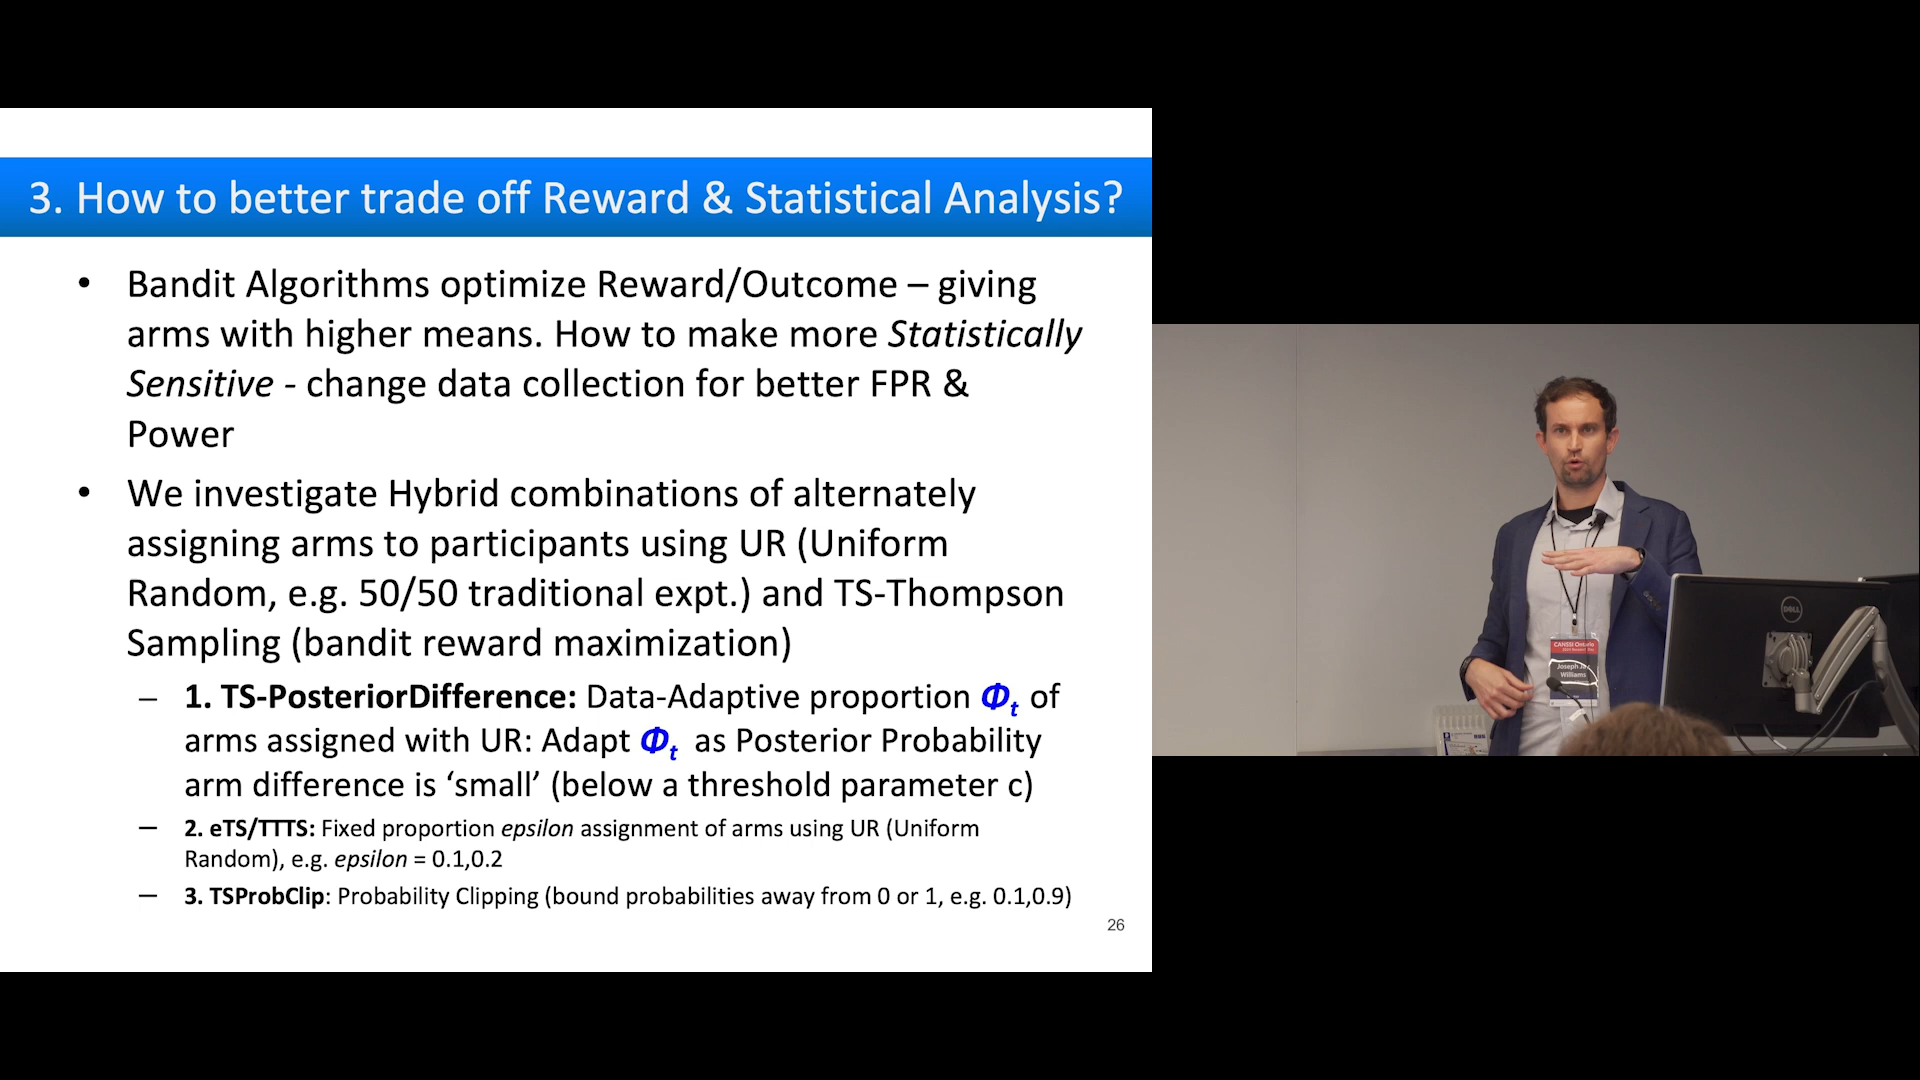 3. How to better trade off Reward & Statistical Analysis?
• Bandit Algorithms optimize Reward/Outcome – giving
arms with higher means. How to make more Statistically
Sensitive - change data collection for better FPR &
Power
• We investigate Hybrid combinations of alternately
assigning arms to participants using UR (Uniform
Random, e.g. 50/50 traditional expt.) and TS-Thompson
Sampling (bandit reward maximization)
– 1. TS-PosteriorDifference: Data-Adaptive proportion Φt of
arms assigned with UR: Adapt Φt as Posterior Probability
arm difference is ‘small’ (below a threshold parameter c)
– 2. eTS/TTTS: Fixed proportion epsilon assignment of arms using UR (Uniform
Random), e.g. epsilon = 0.1,0.2
– 3. TSProbClip: Probability Clipping (bound probabilities away from 0 or 1, e.g. 0.1,0.9)
26
DELL
CANSSI Ontario
Joseph Jay
Williams